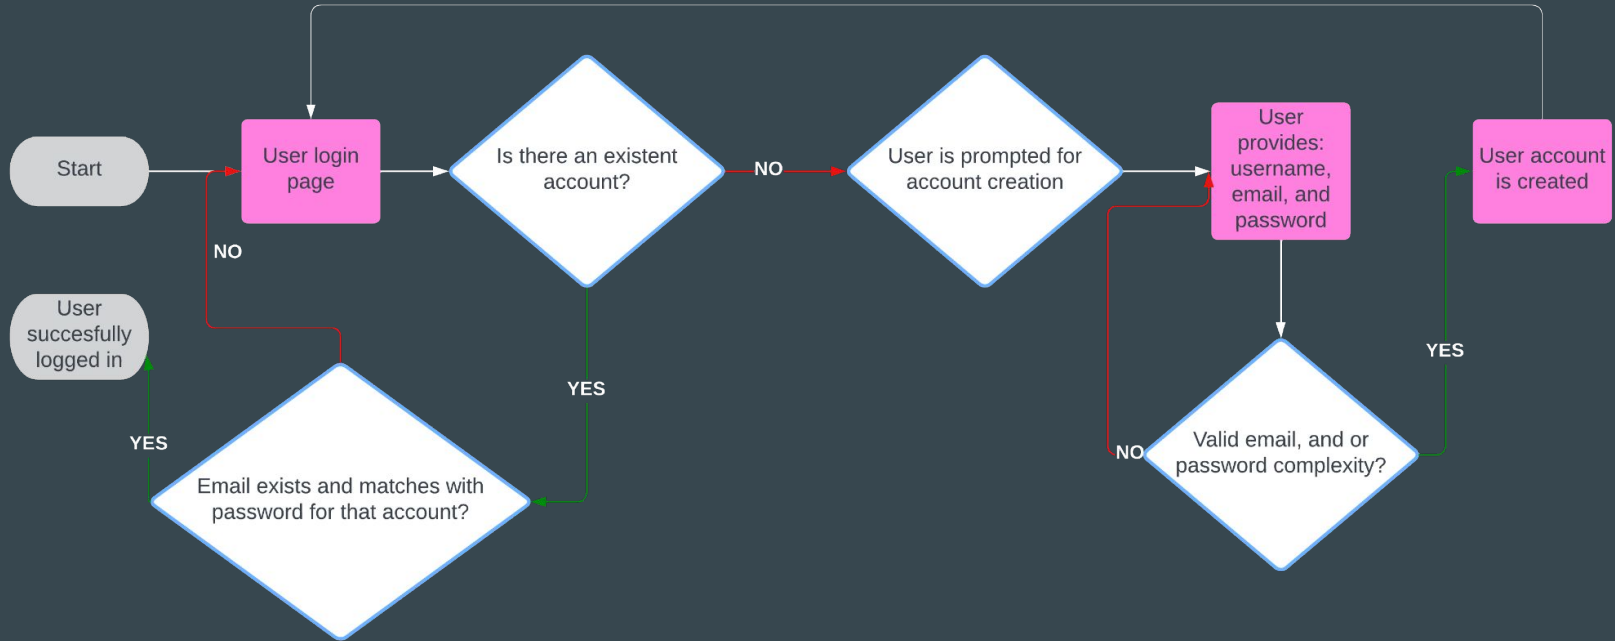 Start
User login
page
Is there an existent
account?
NO
User is prompted for
account creation
User
provides:
username,
email, and
password
User account
is created
NO
User
succesfully
logged in
YES
YES
YES
Email exists and matches with
password for that account?
NO
Valid email, and or
password complexity?